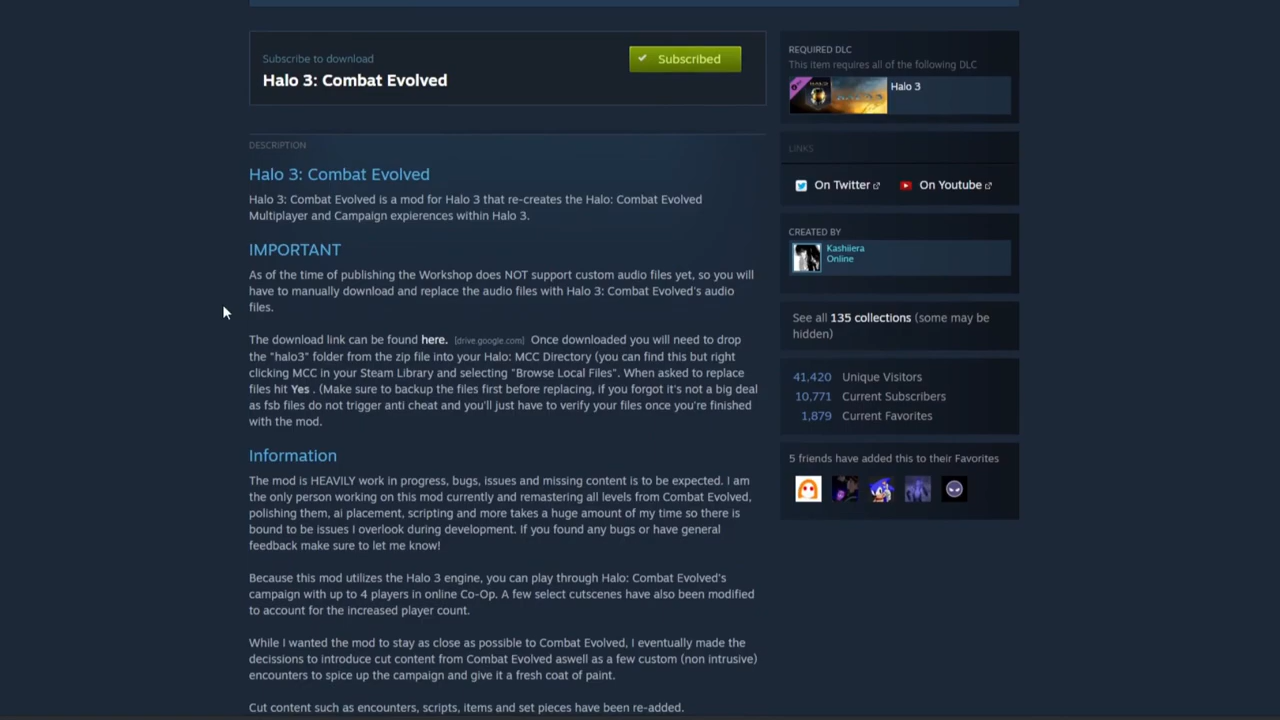 Subscribe to download
Halo 3: Combat Evolved
Subscribed
DESCRIPTION
Halo 3: Combat Evolved
Halo 3: Combat Evolved is a mod for Halo 3 that re-creates the Halo: Combat Evolved
Multiplayer and Campaign expierences within Halo 3.
IMPORTANT
As of the time of publishing the Workshop does NOT support custom audio files yet, so you will
have to manually download and replace the audio files with Halo 3: Combat Evolved's audio
files.
The download link can be found here. [drive.google.com] Once downloaded you will need to drop
the "halo3" folder from the zip file into your Halo: MCC Directory (you can find this but right
clicking MCC in your Steam Library and selecting "Browse Local Files". When asked to replace
files hit Yes . (Make sure to backup the files first before replacing, if you forgot it's not a big deal
as fsb files do not trigger anti cheat and you'll just have to verify your files once you're finished
with the mod.
Information
The mod is HEAVILY work in progress, bugs, issues and missing content is to be expected. I am
the only person working on this mod currently and remastering all levels from Combat Evolved,
polishing them, ai placement, scripting and more takes a huge amount of my time so there is
bound to be issues I overlook during development. If you found any bugs or have general
feedback make sure to let me know!
Because this mod utilizes the Halo 3 engine, you can play through Halo: Combat Evolved's
campaign with up to 4 players in online Co-Op. A few select cutscenes have also been modified
to account for the increased player count.
While I wanted the mod to stay as close as possible to Combat Evolved, I eventually made the
decissions to introduce cut content from Combat Evolved aswell as a few custom (non intrusive)
encounters to spice up the campaign and give it a fresh coat of paint.
Cut content such as encounters, scripts, items and set pieces have been re-added.
REQUIRED DLC
This item requires all of the following DLC
Halo 3
LINKS
On Twitter
On Youtube
CREATED BY
Kashiiera
Online
See all 135 collections (some may be
hidden)
41,420 Unique Visitors
10,771 Current Subscribers
1,879 Current Favorites
5 friends have added this to their Favorites